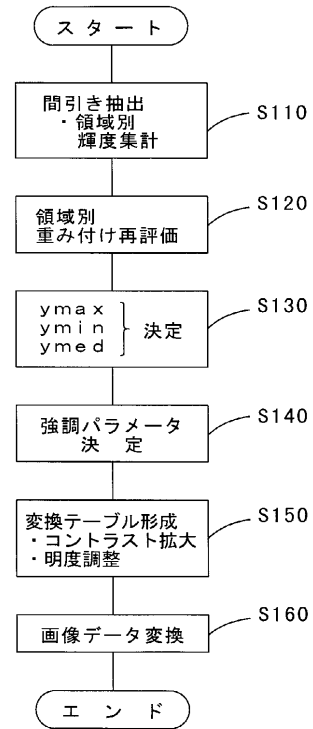 スタート
間引き抽出
・領域別
輝度集計
S110
領域別
重み付け再評価
S120
ymax
ymin
ymed
決定
S130
強調パラメータ
決定
S140
変換テーブル形成
・コントラスト拡大
・明度調整
S150
画像データ変換
S160
エンド